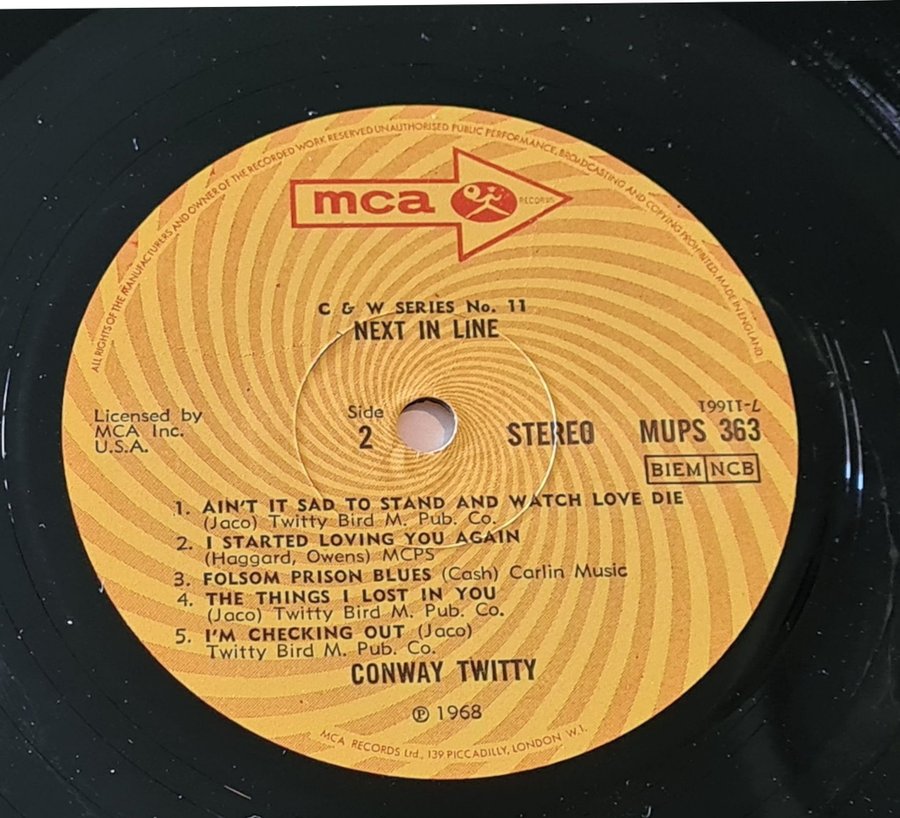 ALL RIGHTS OF THE MANUFACTURERS AND OWNER OF THE RECORDED WORK RESERVED UNAUTHORISED PUBLIC PERFORMANCE, BROADCASTING AND COPYING PROHIBITED. MADE IN ENGLAND.
mca RECORDS
C & W SERIES No. 11
NEXT IN LINE
Licensed by
MCA Inc.
U.S.A.
Side
2
STEREO
7-11661
MUPS 363
BIEM NCB
1. AIN'T IT SAD TO STAND AND WATCH LOVE DIE
(Jaco) Twitty Bird M. Pub. Co.
2. I STARTED LOVING YOU AGAIN
(Haggard, Owens) MCPS
3. FOLSOM PRISON BLUES (Cash) Carlin Music
4. THE THINGS I LOST IN YOU
(Jaco) Twitty Bird M. Pub. Co.
5. I'M CHECKING OUT (Jaco)
Twitty Bird M. Pub. Co.
CONWAY TWITTY
℗ 1968
MCA RECORDS Ltd., 139 PICCADILLY, LONDON W.1.